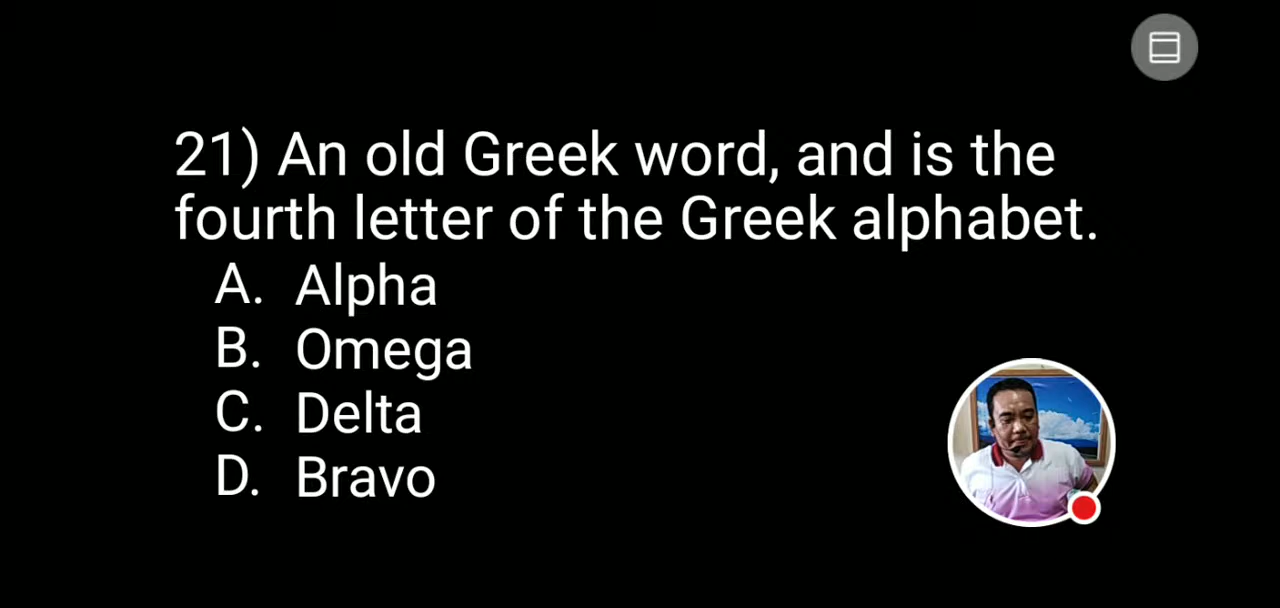 21) An old Greek word, and is the
fourth letter of the Greek alphabet.
A. Alpha
B. Omega
C. Delta
D. Bravo